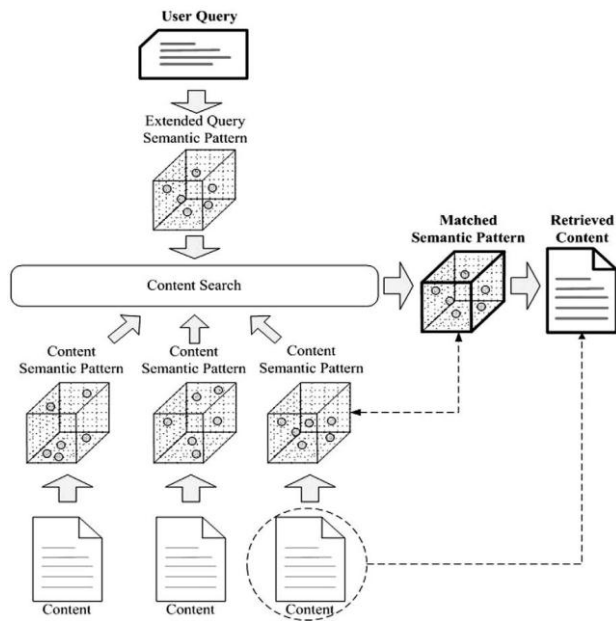 User Query
Extended Query
Semantic Pattern
Matched
Semantic Pattern
Retrieved
Content
Content Search
Content
Semantic Pattern
Content
Semantic Pattern
Content
Semantic Pattern
Content
Content
Content